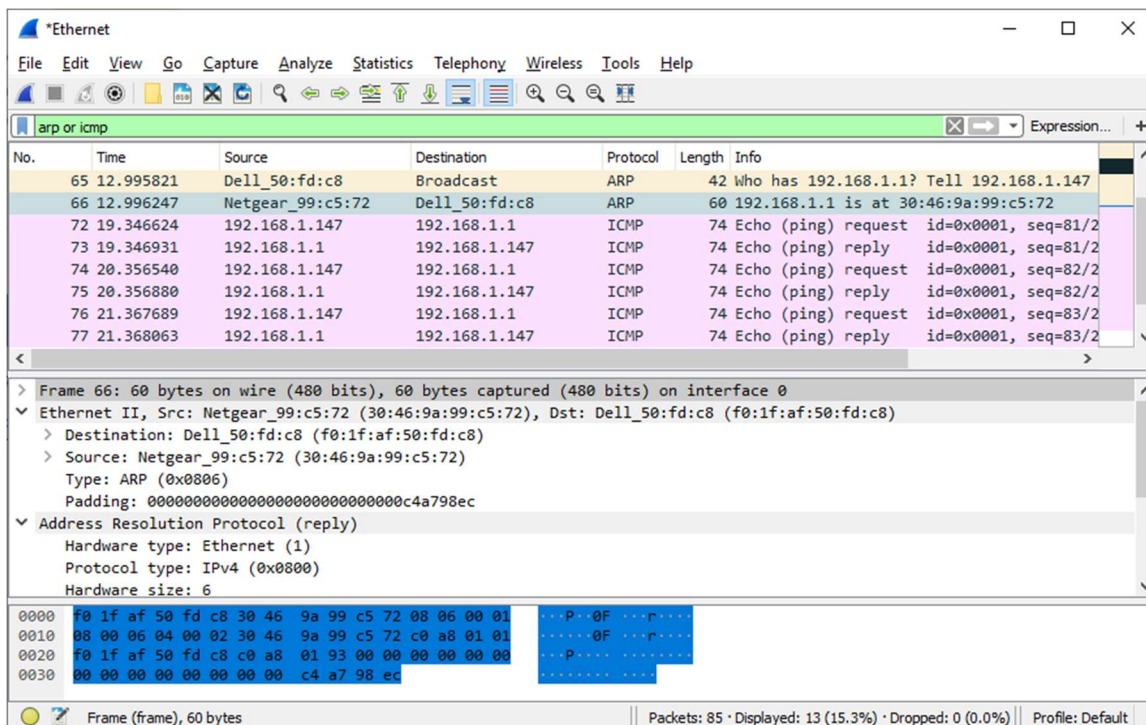 *Ethernet
File Edit View Go Capture Analyze Statistics Telephony Wireless Tools Help
arp or icmp Expression... +
No. Time Source Destination Protocol Length Info
65 12.995821 Dell_50:fd:c8 Broadcast ARP 42 Who has 192.168.1.1? Tell 192.168.1.147
66 12.996247 Netgear_99:c5:72 Dell_50:fd:c8 ARP 60 192.168.1.1 is at 30:46:9a:99:c5:72
72 19.346624 192.168.1.147 192.168.1.1 ICMP 74 Echo (ping) request id=0x0001, seq=81/2
73 19.346931 192.168.1.1 192.168.1.147 ICMP 74 Echo (ping) reply id=0x0001, seq=81/2
74 20.356540 192.168.1.147 192.168.1.1 ICMP 74 Echo (ping) request id=0x0001, seq=82/2
75 20.356880 192.168.1.1 192.168.1.147 ICMP 74 Echo (ping) reply id=0x0001, seq=82/2
76 21.367689 192.168.1.147 192.168.1.1 ICMP 74 Echo (ping) request id=0x0001, seq=83/2
77 21.368063 192.168.1.1 192.168.1.147 ICMP 74 Echo (ping) reply id=0x0001, seq=83/2
Frame 66: 60 bytes on wire (480 bits), 60 bytes captured (480 bits) on interface 0
Ethernet II, Src: Netgear_99:c5:72 (30:46:9a:99:c5:72), Dst: Dell_50:fd:c8 (f0:1f:af:50:fd:c8)
Destination: Dell_50:fd:c8 (f0:1f:af:50:fd:c8)
Source: Netgear_99:c5:72 (30:46:9a:99:c5:72)
Type: ARP (0x0806)
Padding: 0000000000000000000000000000c4a798ec
Address Resolution Protocol (reply)
Hardware type: Ethernet (1)
Protocol type: IPv4 (0x0800)
Hardware size: 6
0000 f0 1f af 50 fd c8 30 46 9a 99 c5 72 08 06 00 01 ···P··0F ···r····
0010 08 00 06 04 00 02 30 46 9a 99 c5 72 c0 a8 01 01 ······0F ···r····
0020 f0 1f af 50 fd c8 c0 a8 01 93 00 00 00 00 00 00 ···P···· ········
0030 00 00 00 00 00 00 00 00 c4 a7 98 ec ········ ····
Frame (frame), 60 bytes Packets: 85 · Displayed: 13 (15.3%) · Dropped: 0 (0.0%) Profile: Default